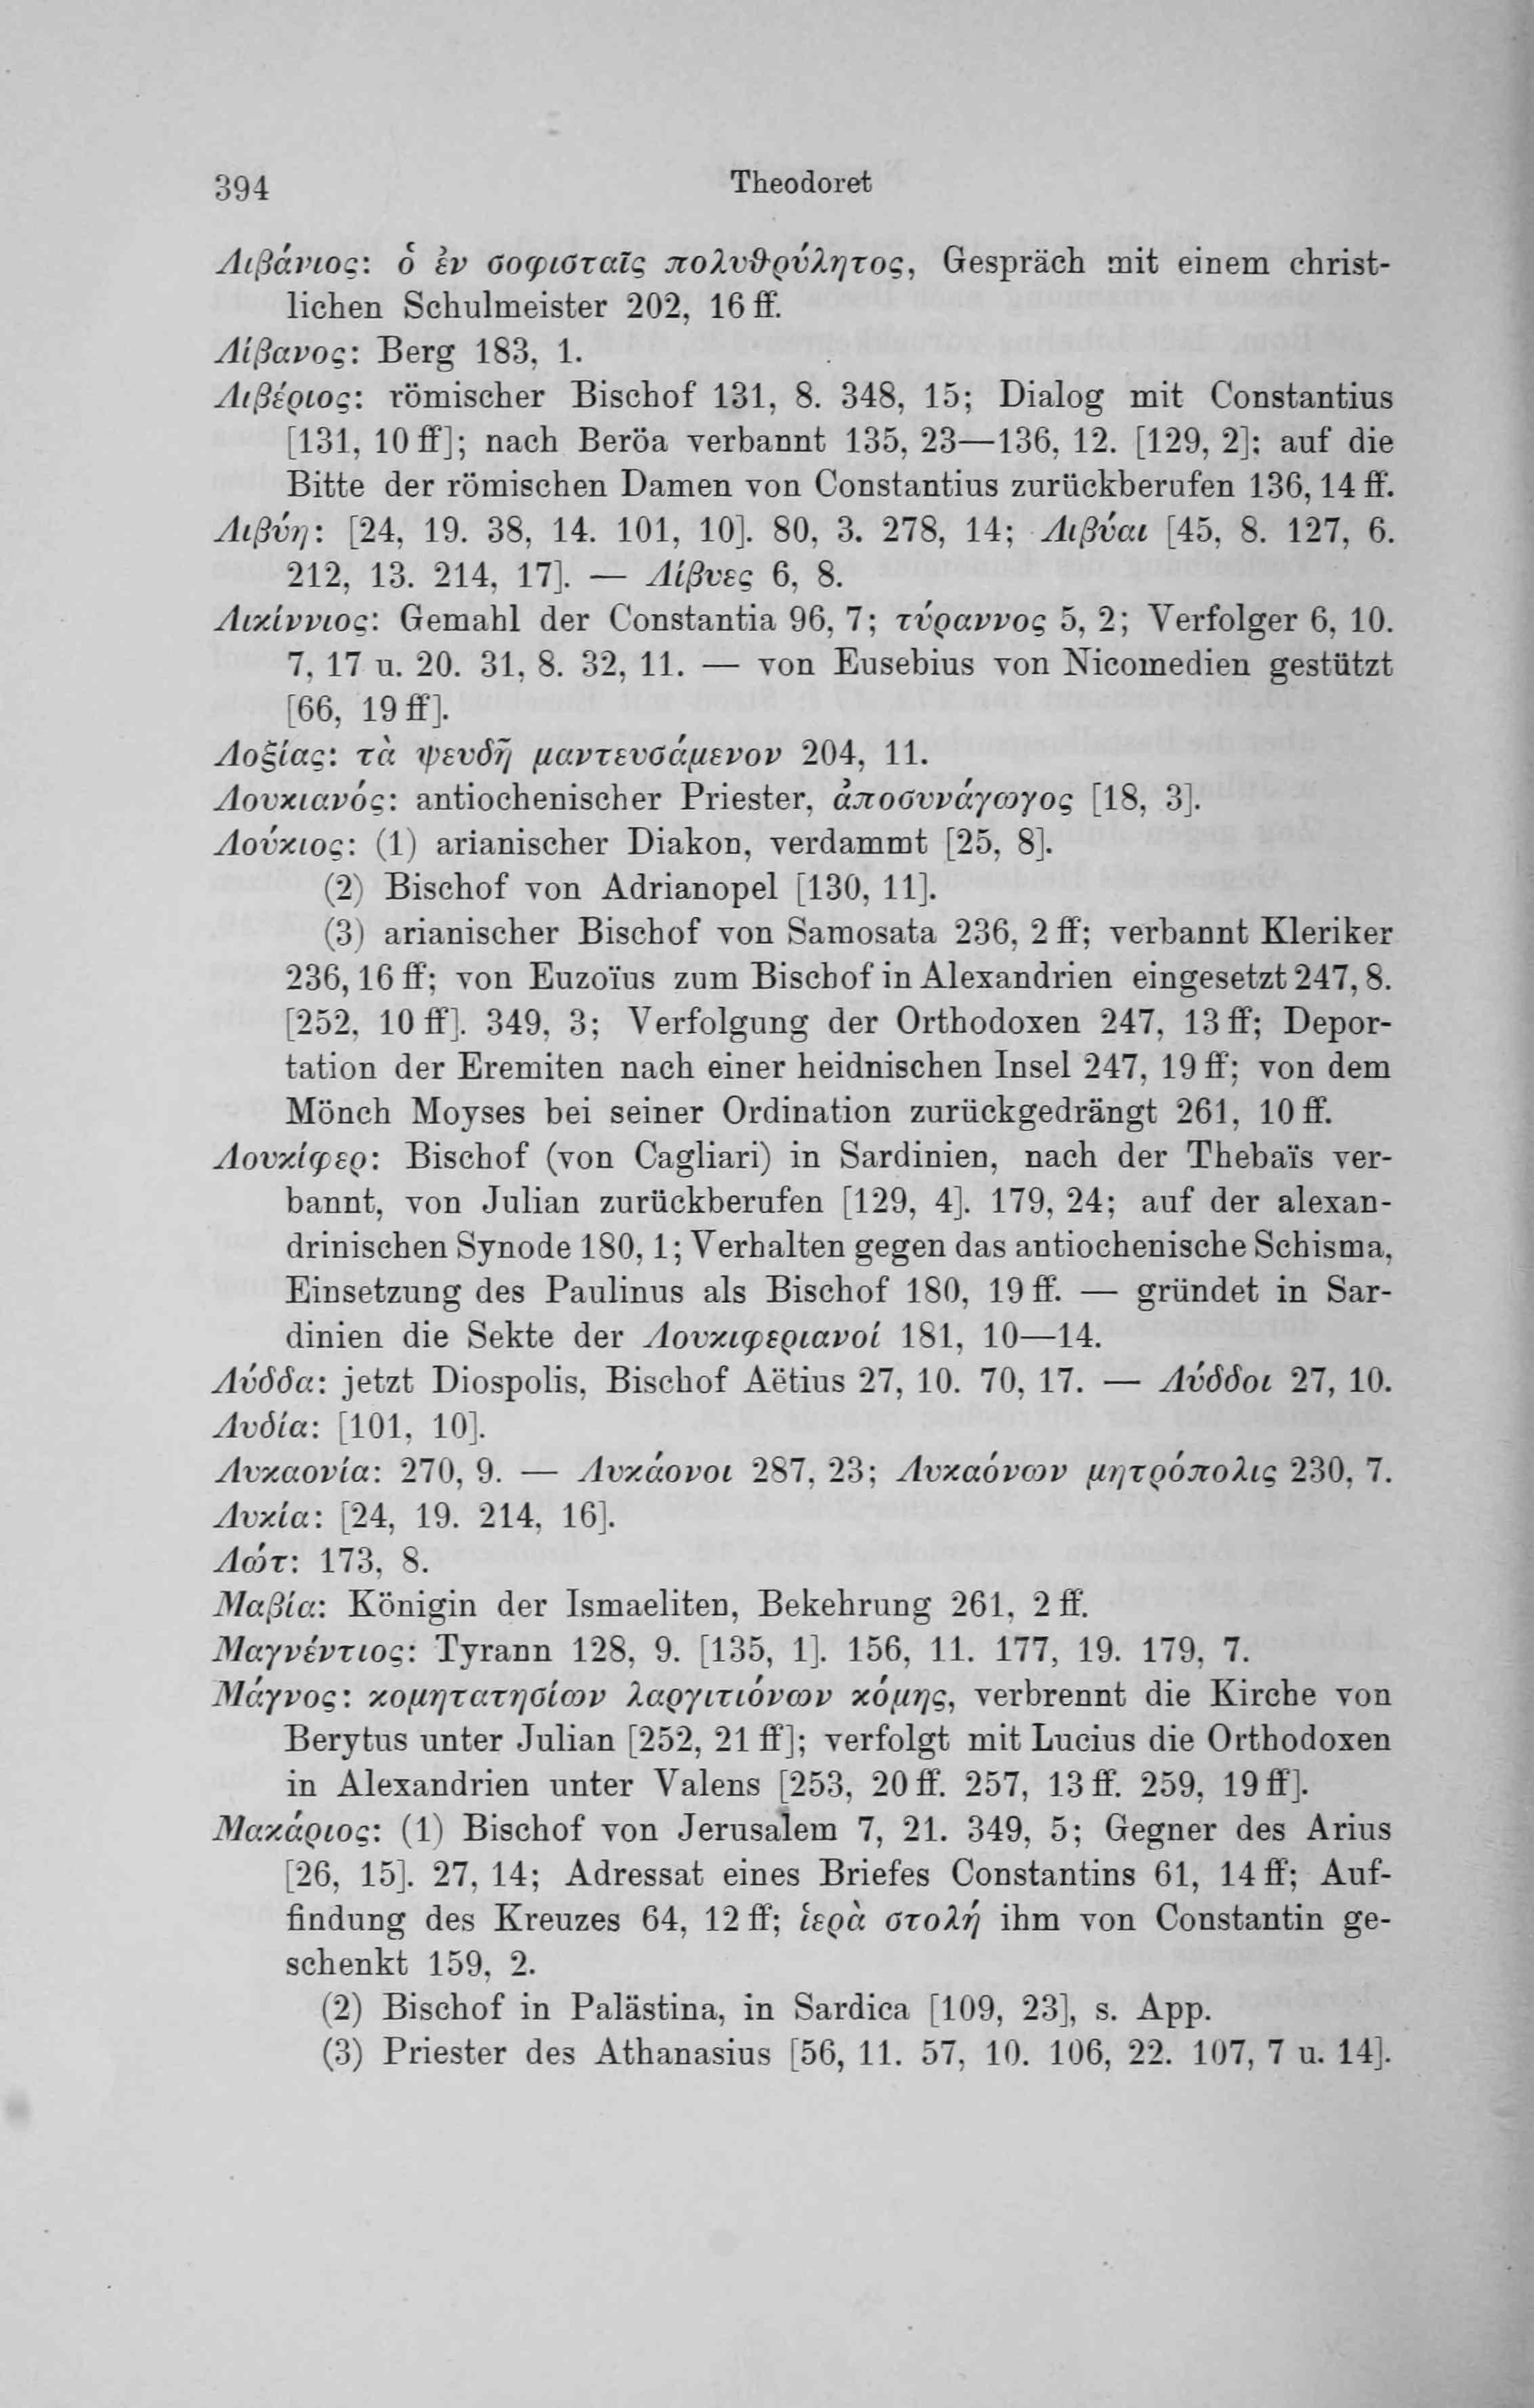 394
Theodoret
Λιβάνιος: ὁ ἐν σοφισταῖς πολυθρύλητος, Gespräch mit einem christ-
lichen Schulmeister 202, 16 ff.
Λίβανος: Berg 183, 1.
Λιβέριος: römischer Bischof 131, 8. 348, 15; Dialog mit Constantius
[131, 10 ff]; nach Beröa verbannt 135, 23—136, 12. [129, 2]; auf die
Bitte der römischen Damen von Constantius zurückberufen 136, 14 ff.
Λιβύη: [24, 19. 38, 14. 101, 10]. 80, 3. 278, 14; Λιβύαι [45, 8. 127, 6.
212, 13. 214, 17]. — Λίβυες 6, 8.
Λικίννιος: Gemahl der Constantia 96, 7; τύραννος 5, 2; Verfolger 6, 10.
7, 17 u. 20. 31, 8. 32, 11. — von Eusebius von Nicomedien gestützt
[66, 19 ff].
Λοξίας: τὰ ψευδῆ μαντευσάμενον 204, 11.
Λουκιανός: antiochenischer Priester, ἀποσυνάγωγος [18, 3].
Λούκιος: (1) arianischer Diakon, verdammt [25, 8].
(2) Bischof von Adrianopel [130, 11].
(3) arianischer Bischof von Samosata 236, 2 ff; verbannt Kleriker
236, 16 ff; von Euzoïus zum Bischof in Alexandrien eingesetzt 247, 8.
[252, 10 ff]. 349, 3; Verfolgung der Orthodoxen 247, 13 ff; Depor-
tation der Eremiten nach einer heidnischen Insel 247, 19 ff; von dem
Mönch Moyses bei seiner Ordination zurückgedrängt 261, 10 ff.
Λουκίφερ: Bischof (von Cagliari) in Sardinien, nach der Thebaïs ver-
bannt, von Julian zurückberufen [129, 4]. 179, 24; auf der alexan-
drinischen Synode 180, 1; Verhalten gegen das antiochenische Schisma,
Einsetzung des Paulinus als Bischof 180, 19 ff. — gründet in Sar-
dinien die Sekte der Λουκιφεριανοί 181, 10—14.
Λύδδα: jetzt Diospolis, Bischof Aëtius 27, 10. 70, 17. — Λύδδοι 27, 10.
Λυδία: [101, 10].
Λυκαονία: 270, 9. — Λυκάονοι 287, 23; Λυκαόνων μητρόπολις 230, 7.
Λυκία: [24, 19. 214, 16].
Λώτ: 173, 8.
Μαβία: Königin der Ismaeliten, Bekehrung 261, 2 ff.
Μαγνέντιος: Tyrann 128, 9. [135, 1]. 156, 11. 177, 19. 179, 7.
Μάγνος: κομητατησίων λαργιτιόνων κόμης, verbrennt die Kirche von
Berytus unter Julian [252, 21 ff]; verfolgt mit Lucius die Orthodoxen
in Alexandrien unter Valens [253, 20 ff. 257, 13 ff. 259, 19 ff].
Μακάριος: (1) Bischof von Jerusalem 7, 21. 349, 5; Gegner des Arius
[26, 15]. 27, 14; Adressat eines Briefes Constantins 61, 14 ff; Auf-
findung des Kreuzes 64, 12 ff; ἱερὰ στολή ihm von Constantin ge-
schenkt 159, 2.
(2) Bischof in Palästina, in Sardica [109, 23], s. App.
(3) Priester des Athanasius [56, 11. 57, 10. 106, 22. 107, 7 u. 14].